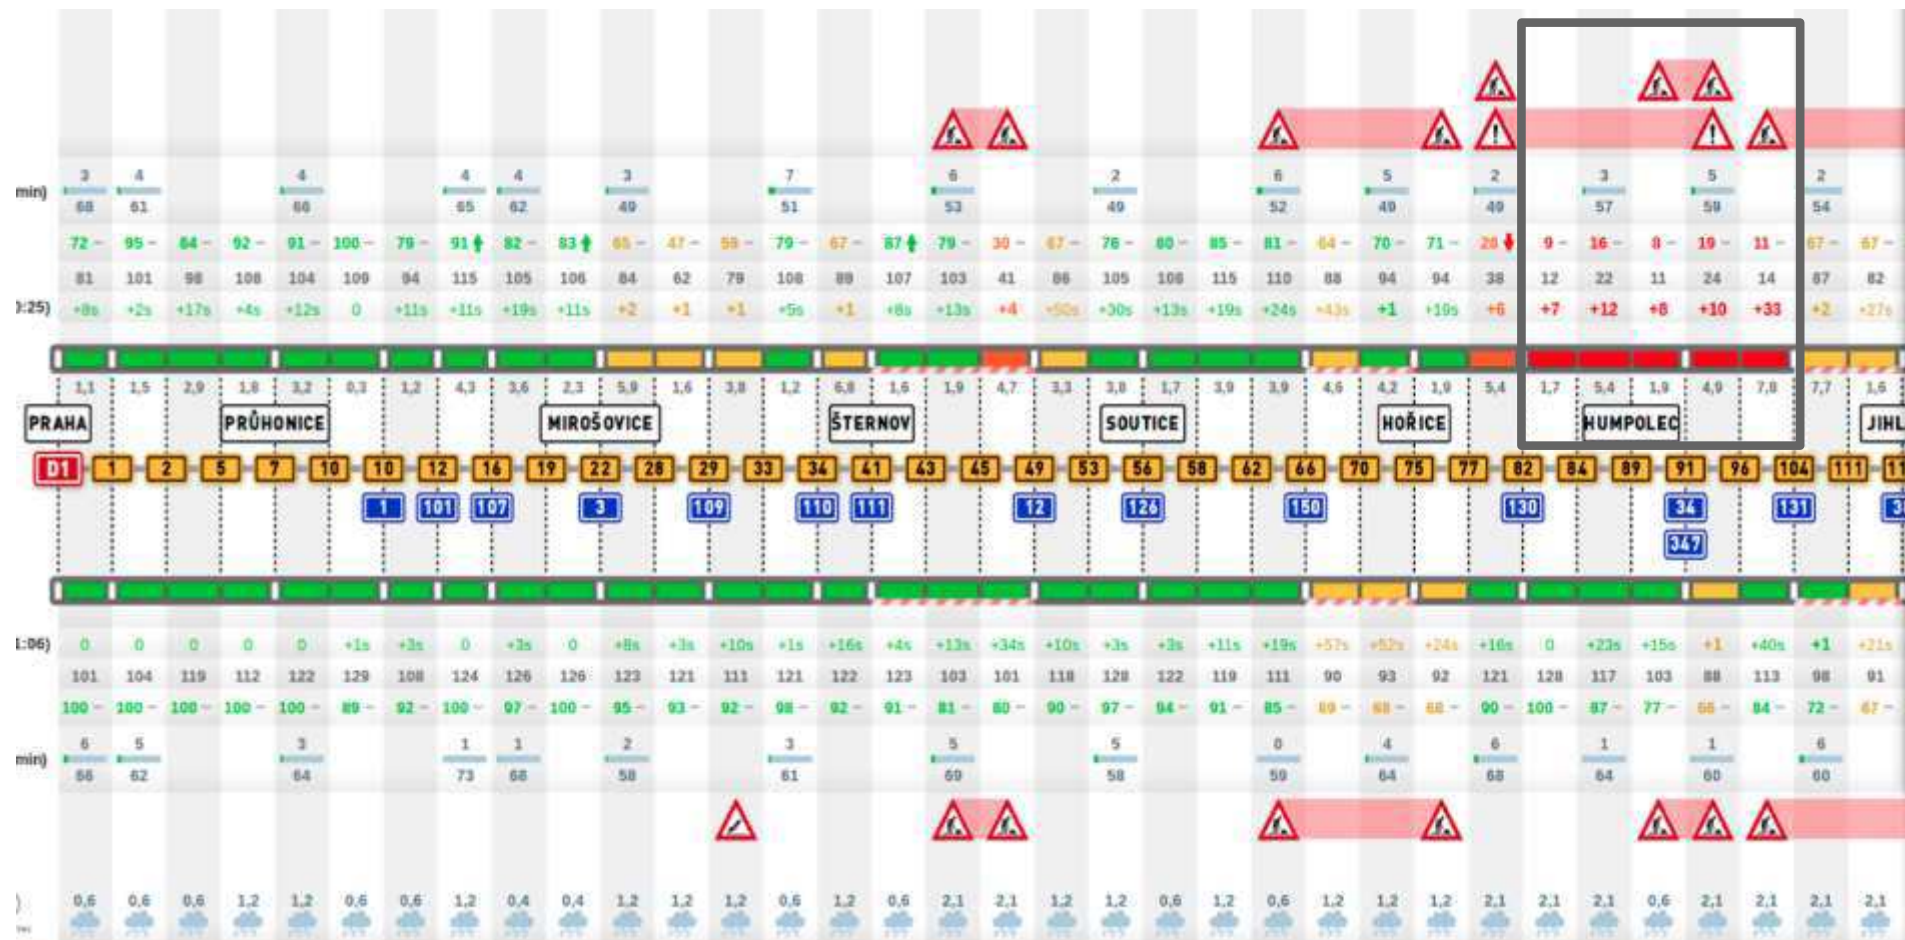 3 4 4 4 4 3 7 6 2 6 5 2 3 5 2
min)
68 61 66 65 62 49 51 53 49 52 49 49 57 59 54
72 – 95 – 84 – 92 – 91 – 100 – 79 – 91 82 – 83 65 – 47 – 59 – 79 – 67 – 87 79 – 30 – 67 – 76 – 80 – 85 – 81 – 64 – 70 – 71 – 28 9 – 16 – 8 – 19 – 11 – 67 – 67 –
81 101 98 108 104 109 94 115 105 106 84 62 79 108 89 107 103 41 86 105 108 115 110 88 94 94 38 12 22 11 24 14 87 82
:25) +8s +2s +17s +4s +12s 0 +11s +11s +19s +11s +2 +1 +1 +5s +1 +8s +13s +4 +50s +30s +13s +19s +24s +43s +1 +19s +6 +7 +12 +8 +10 +33 +2 +27s
1,1 1,5 2,9 1,8 3,2 0,3 1,2 4,3 3,6 2,3 5,9 1,6 3,8 1,2 6,8 1,6 1,9 4,7 3,3 3,8 1,7 3,9 3,9 4,6 4,2 1,9 5,4 1,7 5,4 1,9 4,9 7,8 7,7 1,6
PRAHA PRŮHONICE MIROŠOVICE ŠTERNOV SOUTICE HOŘICE HUMPOLEC JIHL
D1 1 2 5 7 10 10 12 16 19 22 28 29 33 34 41 43 45 49 53 56 58 62 66 70 75 77 82 84 89 91 96 104 111 11
1 101 107 3 109 110 111 12 126 150 130 34 131 3
347
1:06) 0 0 0 0 0 +1s +3s 0 +3s 0 +8s +3s +10s +1s +16s +4s +13s +34s +10s +3s +3s +11s +19s +57s +52s +24s +16s 0 +23s +15s +1 +40s +1 +21s
101 104 119 112 122 129 108 124 126 126 123 121 111 121 122 123 103 101 118 128 122 119 111 90 93 92 121 128 117 103 88 113 98 91
100 – 100 – 100 – 100 – 100 – 89 – 92 – 100 – 97 – 100 – 95 – 93 – 92 – 98 – 92 – 91 – 81 – 80 – 90 – 97 – 94 – 91 – 85 – 69 – 68 – 68 – 90 – 100 – 87 – 77 – 66 – 84 – 72 – 67 –
6 5 3 1 1 2 3 5 5 0 4 6 1 1 6
min)
66 62 64 73 68 58 61 69 58 59 64 68 64 60 60
) 0,6 0,6 0,6 1,2 1,2 0,6 0,6 1,2 0,4 0,4 1,2 1,2 1,2 0,6 1,2 0,6 2,1 2,1 1,2 1,2 0,6 1,2 0,6 1,2 1,2 1,2 2,1 2,1 2,1 0,6 2,1 2,1 2,1 2,1